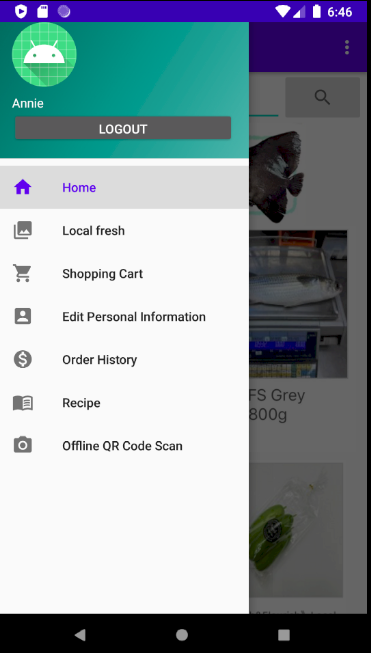 6:46
Annie
LOGOUT
Home
Local fresh
Shopping Cart
Edit Personal Information
Order History
Recipe
Offline QR Code Scan
FS Grey
800g